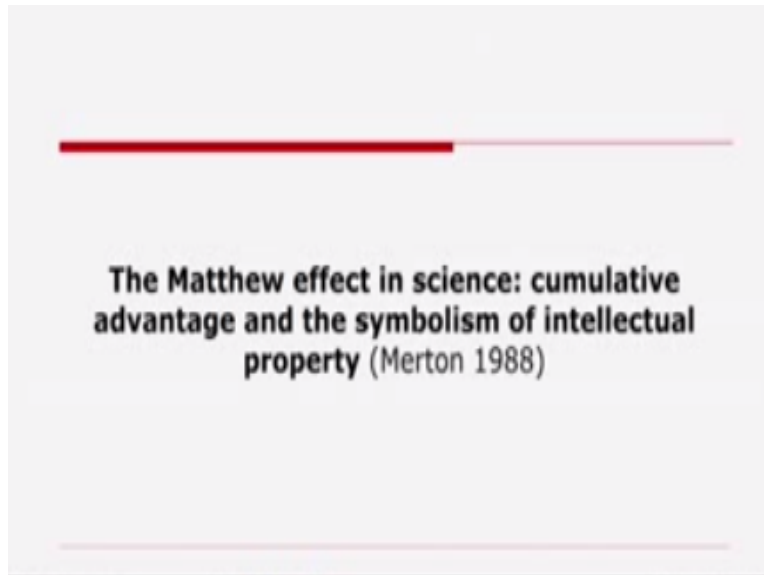 The Matthew effect in science: cumulative
advantage and the symbolism of intellectual
property (Merton 1988)